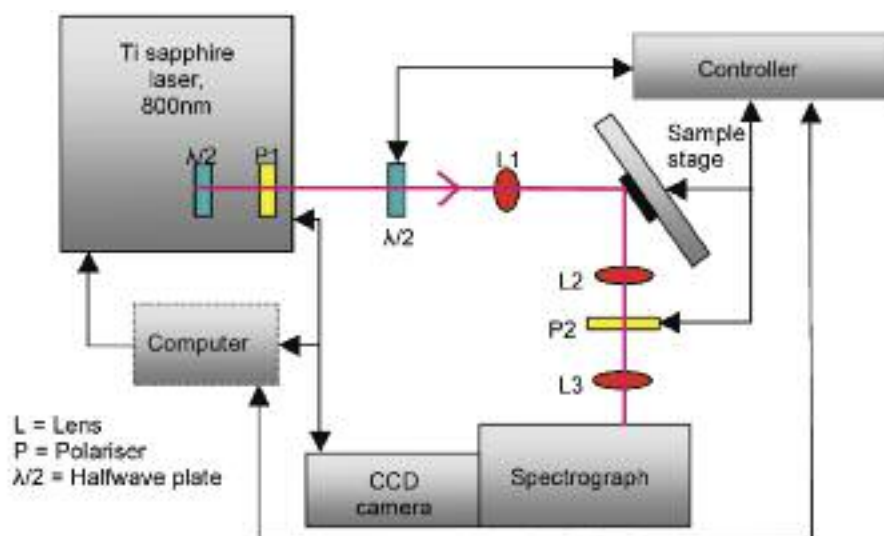 Ti sapphire
laser,
800nm
λ/2
P1
Controller
Sample
stage
L1
λ/2
L2
P2
Computer
L3
L = Lens
P = Polariser
λ/2 = Halfwave plate
CCD
camera
Spectrograph